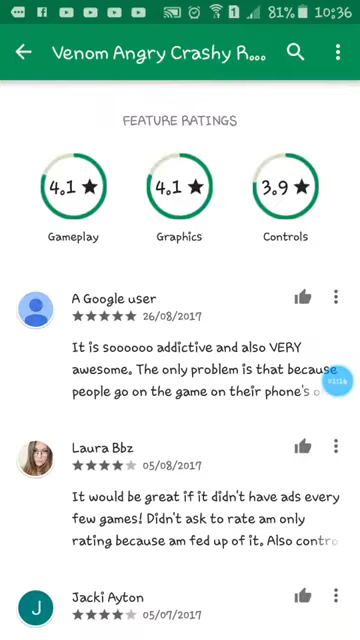 81% 10:36
Venom Angry Crashy R...
FEATURE RATINGS
4.1 4.1 3.9
Gameplay Graphics Controls
A Google user
26/08/2017
It is soooooo addictive and also VERY
awesome. The only problem is that because
people go on the game on their phone's o
Laura Bbz
05/08/2017
It would be great if it didn't have ads every
few games! Didn't ask to rate am only
rating because am fed up of it. Also contro
J
Jacki Ayton
05/07/2017